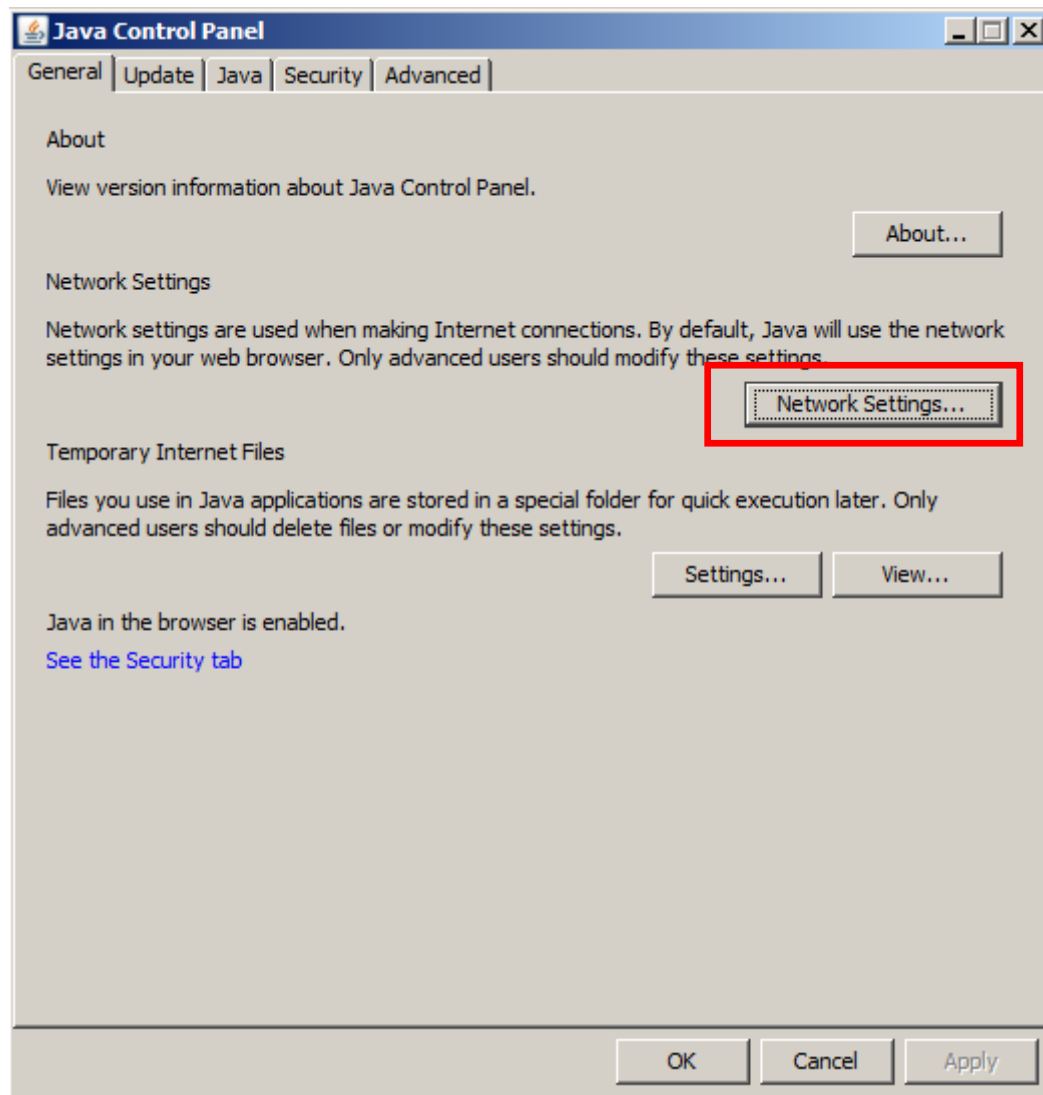 Java Control Panel
General Update Java Security Advanced
About
View version information about Java Control Panel.
About...
Network Settings
Network settings are used when making Internet connections. By default, Java will use the network
settings in your web browser. Only advanced users should modify these settings.
Network Settings...
Temporary Internet Files
Files you use in Java applications are stored in a special folder for quick execution later. Only
advanced users should delete files or modify these settings.
Settings... View...
Java in the browser is enabled.
See the Security tab
OK Cancel Apply